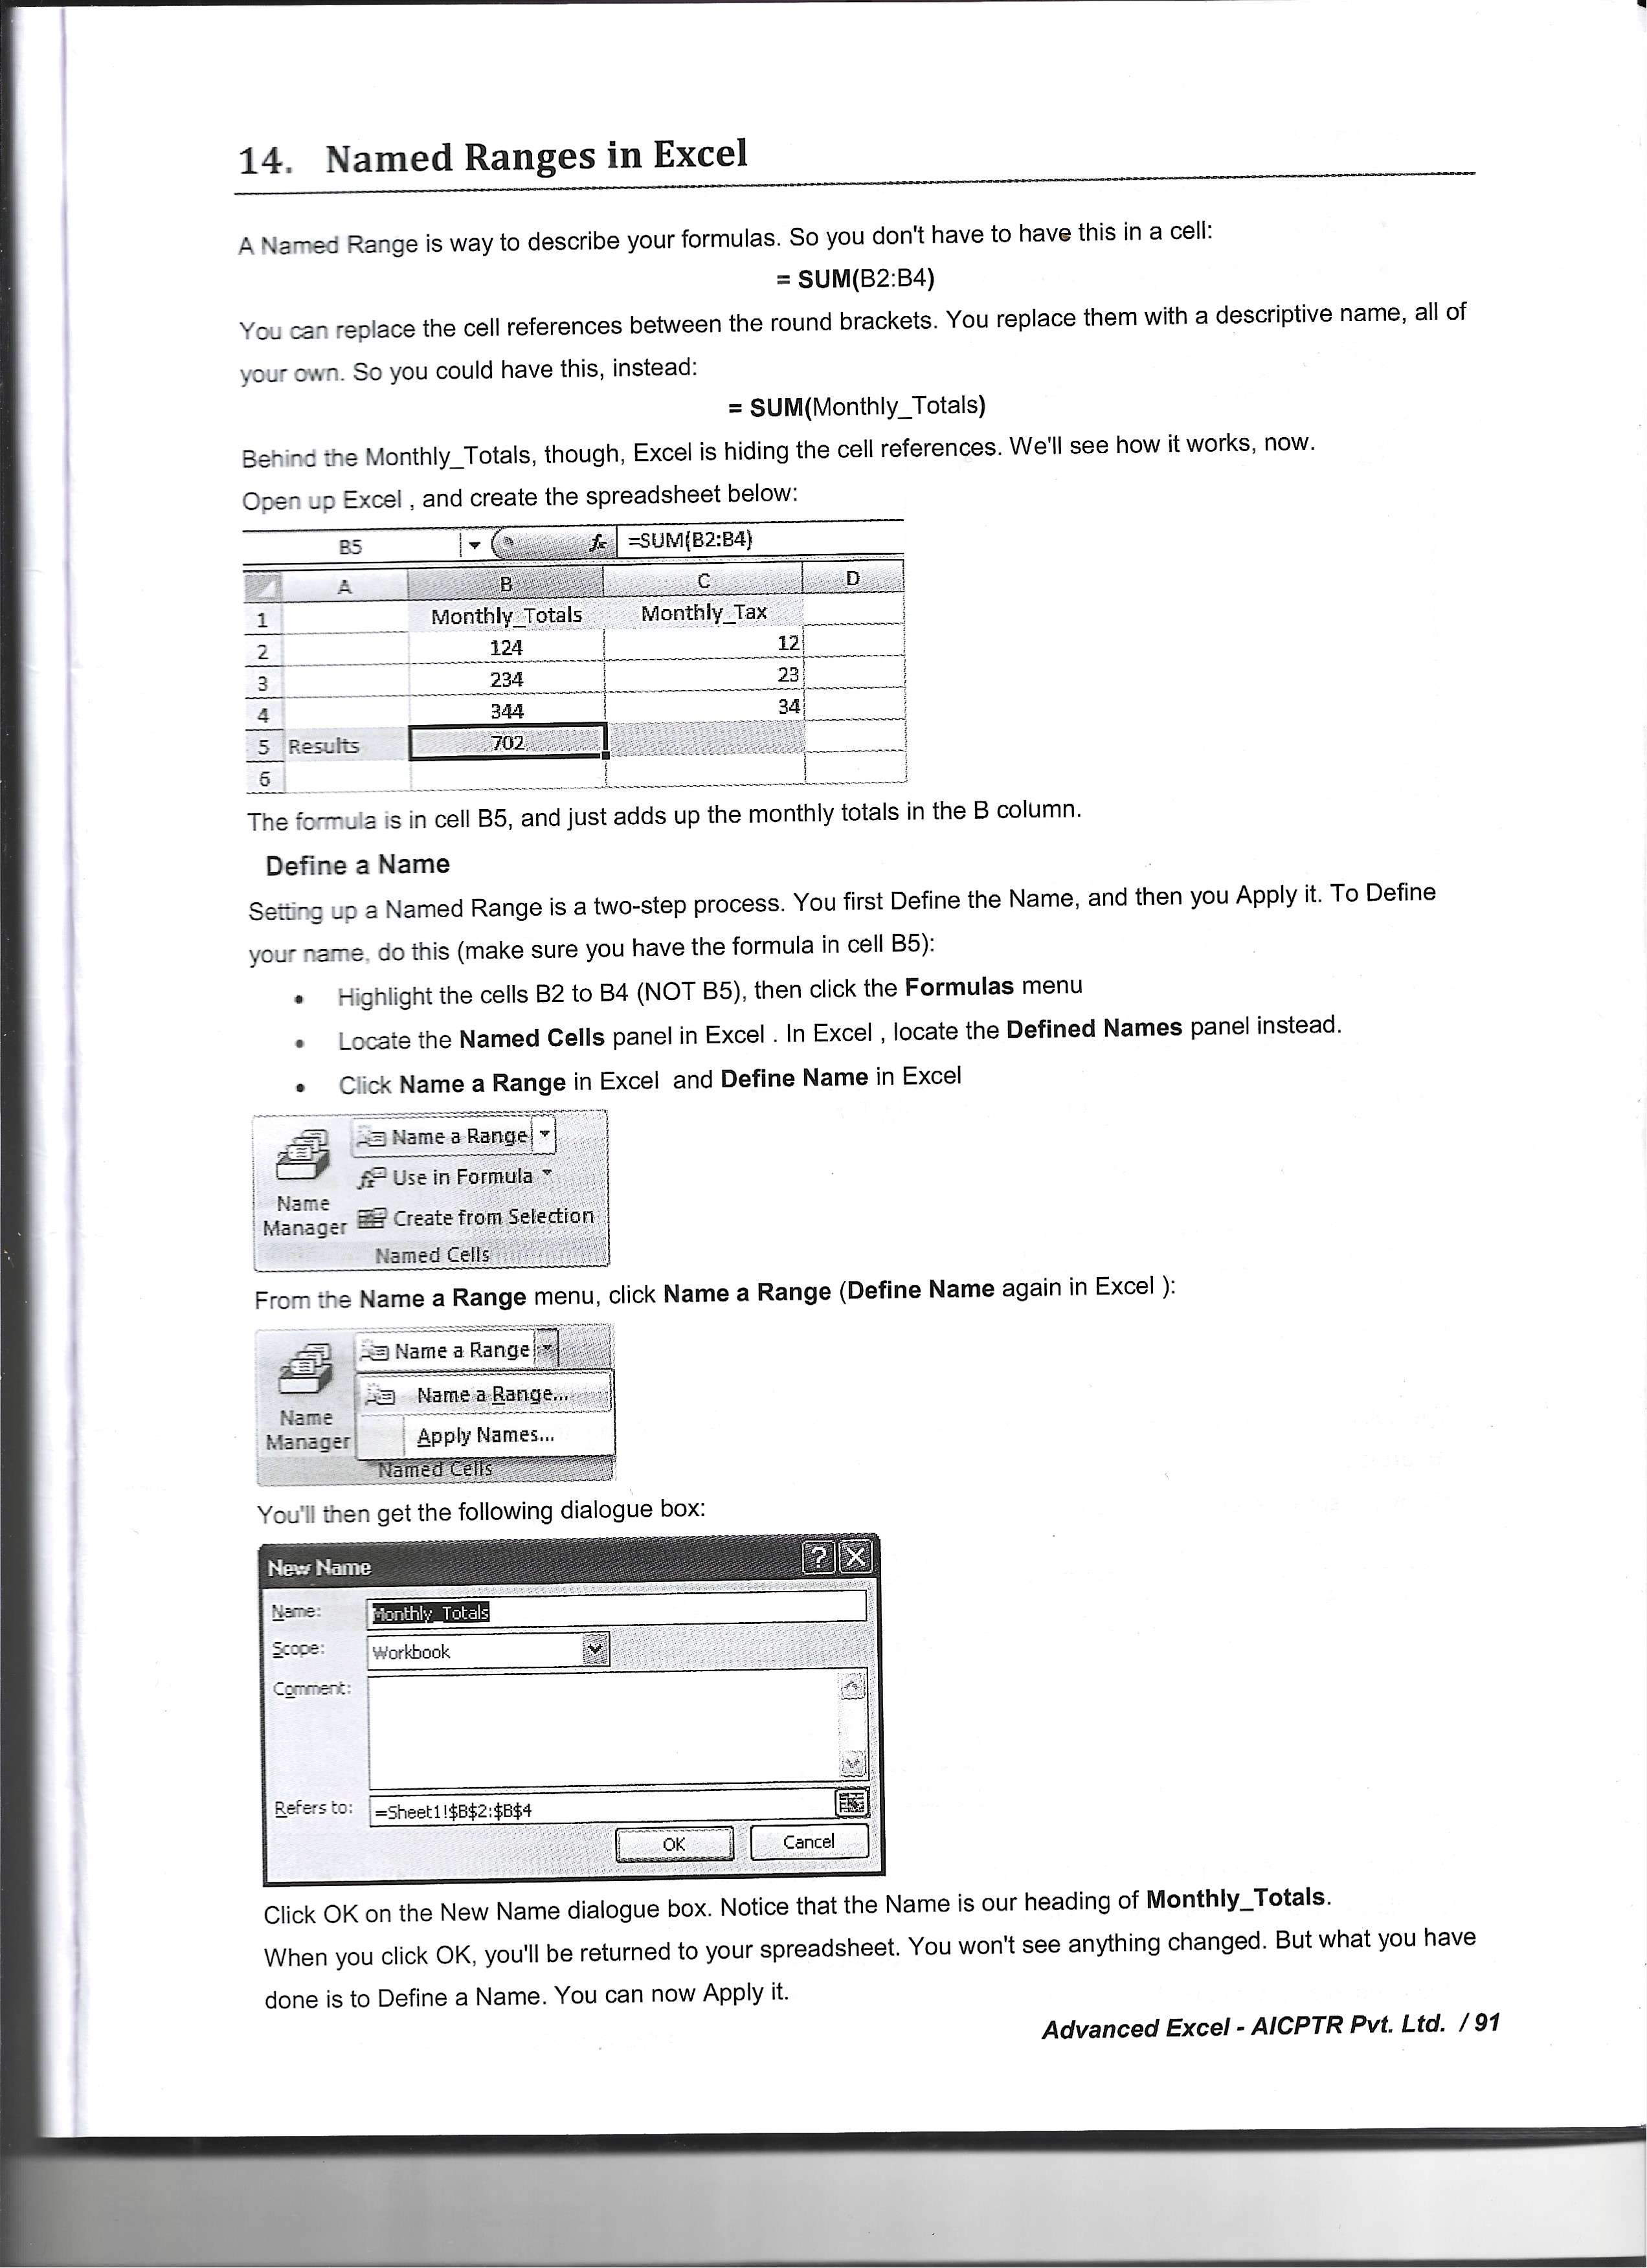 14. Named Ranges in Excel
A Named Range is way to describe your formulas. So you don't have to have this in a cell:
= SUM(B2:B4)
You can replace the cell references between the round brackets. You replace them with a descriptive name, all of
your own. So you could have this, instead:
= SUM(Monthly_Totals)
Behind the Monthly_Totals, though, Excel is hiding the cell references. We'll see how it works, now.
Open up Excel , and create the spreadsheet below:
B5 fx =SUM(B2:B4)
A B C D
1 Monthly_Totals Monthly_Tax
2 124 12
3 234 23
4 344 34
5 Results 702
6
The formula is in cell B5, and just adds up the monthly totals in the B column.
Define a Name
Setting up a Named Range is a two-step process. You first Define the Name, and then you Apply it. To Define
your name, do this (make sure you have the formula in cell B5):
• Highlight the cells B2 to B4 (NOT B5), then click the Formulas menu
• Locate the Named Cells panel in Excel . In Excel , locate the Defined Names panel instead.
• Click Name a Range in Excel and Define Name in Excel
Name a Range
Use in Formula
Name
Manager
Create from Selection
Named Cells
From the Name a Range menu, click Name a Range (Define Name again in Excel ):
Name a Range
Name a Range...
Name
Manager
Apply Names...
Named Cells
You'll then get the following dialogue box:
New Name ? X
Name: Monthly_Totals
Scope: Workbook
Comment:
Refers to: =Sheet1!$B$2:$B$4
OK Cancel
Click OK on the New Name dialogue box. Notice that the Name is our heading of Monthly_Totals.
When you click OK, you'll be returned to your spreadsheet. You won't see anything changed. But what you have
done is to Define a Name. You can now Apply it.
Advanced Excel - AICPTR Pvt. Ltd. / 91